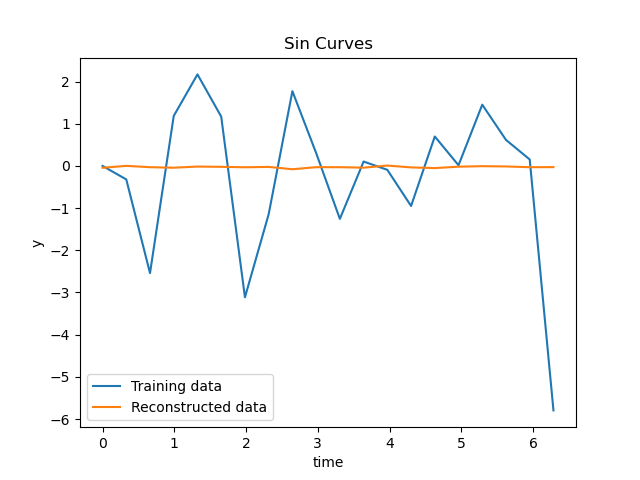 Sin Curves
2
1
0
−1
−2
−3
−4
−5
−6
y
Training data
Reconstructed data
0 1 2 3 4 5 6
time